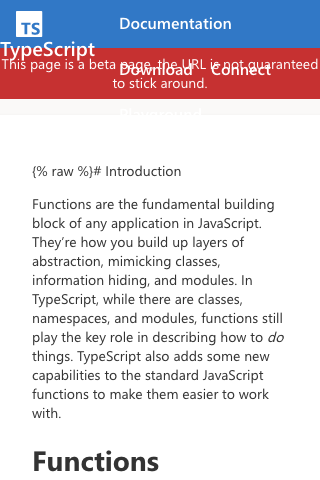 TS
TypeScript
Documentation
Download Connect
This page is a beta page, the URL is not guaranteed
to stick around.
{% raw %}# Introduction
Functions are the fundamental building
block of any application in JavaScript.
They’re how you build up layers of
abstraction, mimicking classes,
information hiding, and modules. In
TypeScript, while there are classes,
namespaces, and modules, functions still
play the key role in describing how to do
things. TypeScript also adds some new
capabilities to the standard JavaScript
functions to make them easier to work
with.
Functions